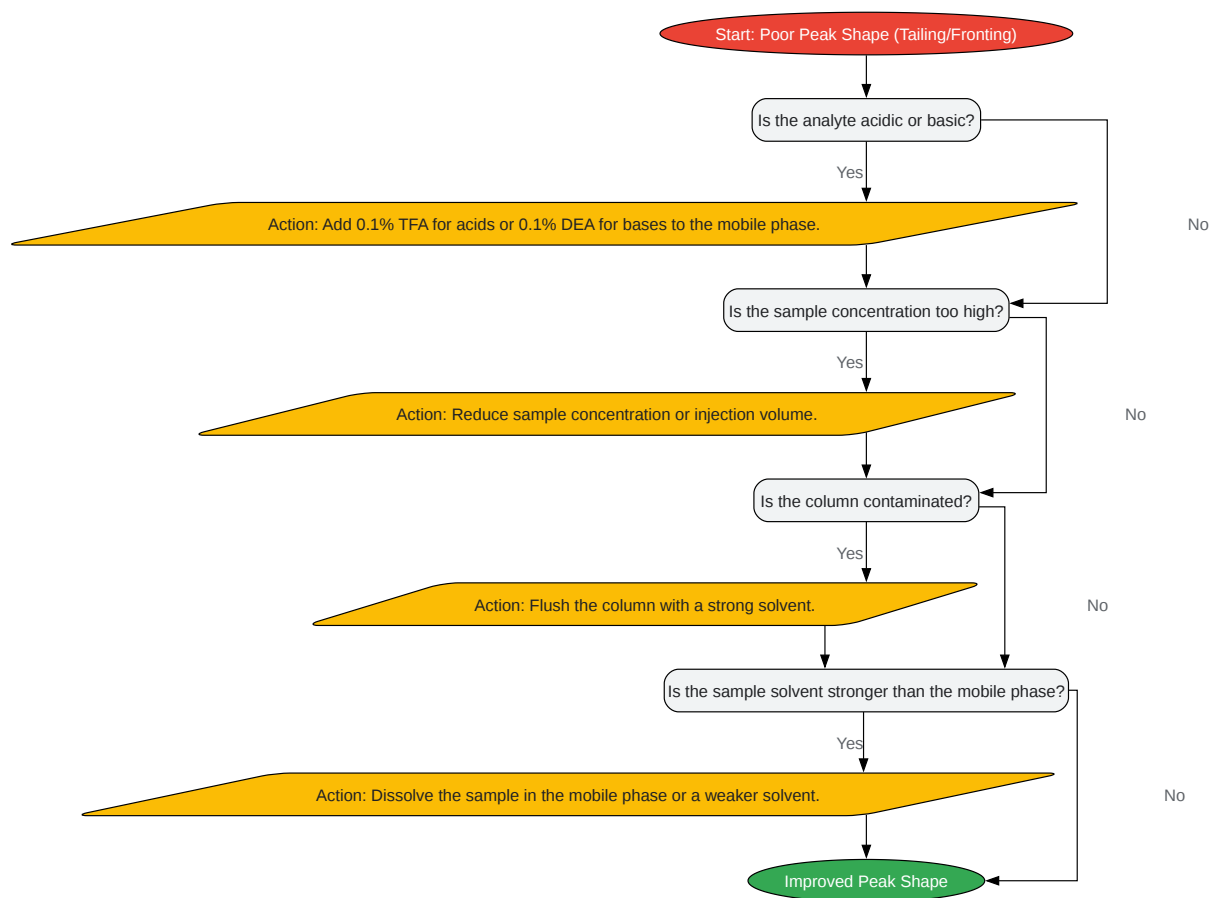 Start: Poor Peak Shape (Tailing/Fronting)
Is the analyte acidic or basic?
Yes
Action: Add 0.1% TFA for acids or 0.1% DEA for bases to the mobile phase.
No
Is the sample concentration too high?
Yes
Action: Reduce sample concentration or injection volume.
No
Is the column contaminated?
Yes
Action: Flush the column with a strong solvent.
No
Is the sample solvent stronger than the mobile phase?
Yes
Action: Dissolve the sample in the mobile phase or a weaker solvent.
No
Improved Peak Shape